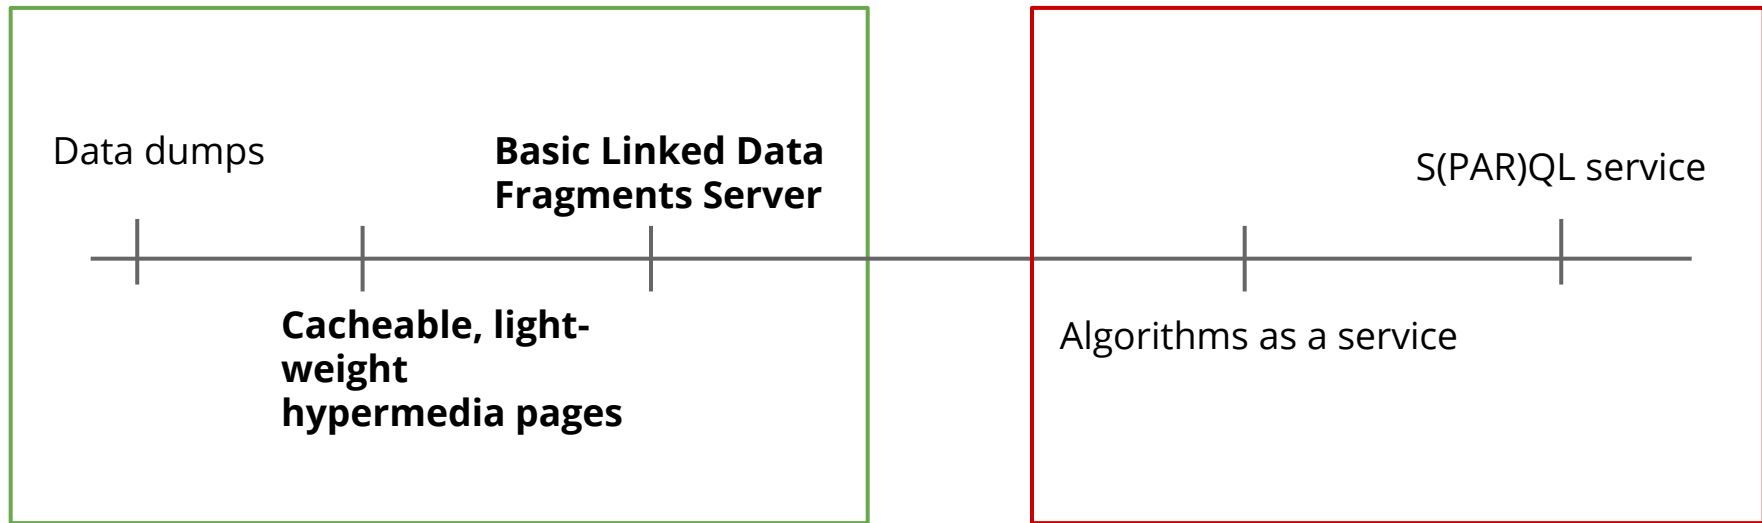 Data dumps
Basic Linked Data
Fragments Server
S(PAR)QL service
Cacheable, light-
weight
hypermedia pages
Algorithms as a service